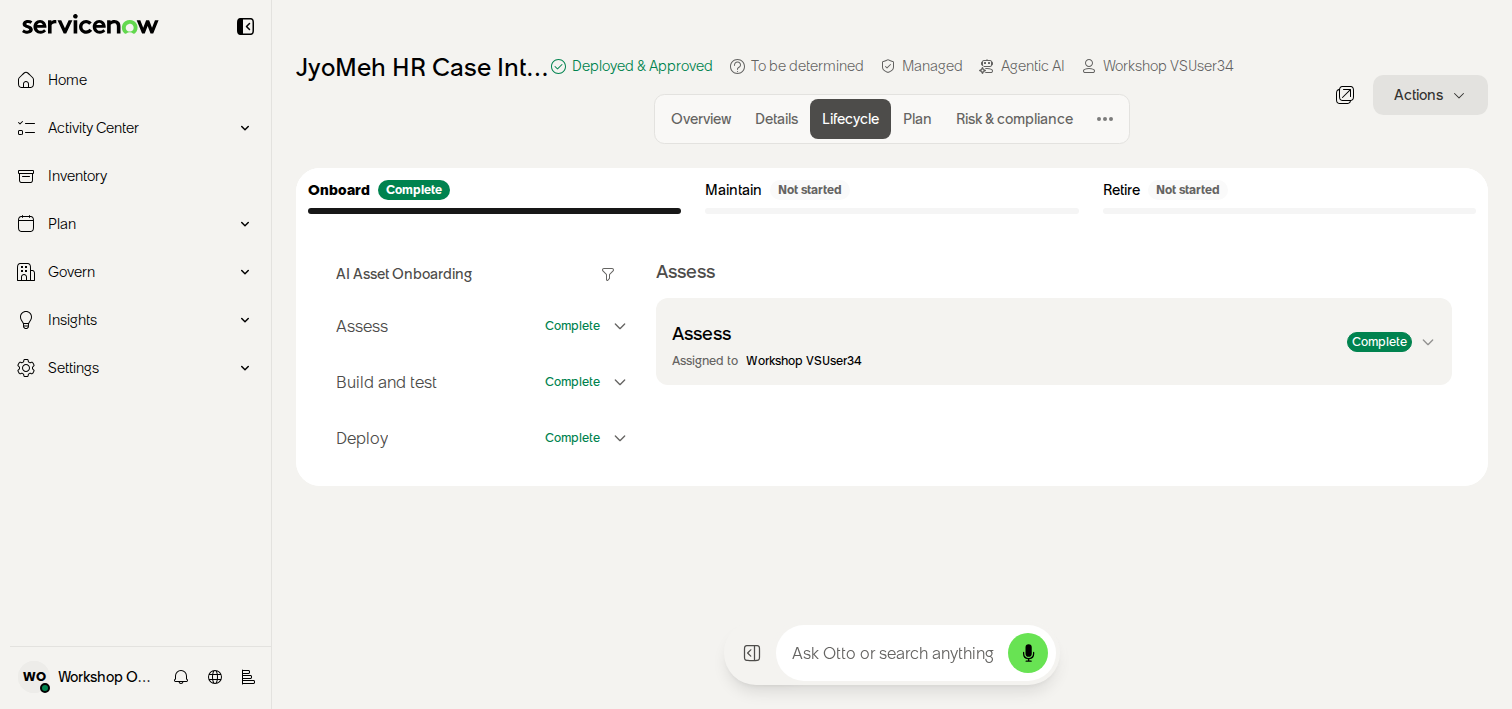 servicenow
Home
Activity Center
Inventory
Plan
Govern
Insights
Settings
WO Workshop O...
JyoMeh HR Case Int... Deployed & Approved To be determined Managed Agentic AI Workshop VSUser34
Actions
Overview Details Lifecycle Plan Risk & compliance
Onboard Complete Maintain Not started Retire Not started
AI Asset Onboarding
Assess Complete
Build and test Complete
Deploy Complete
Assess
Assess
Assigned to Workshop VSUser34
Complete
Ask Otto or search anything